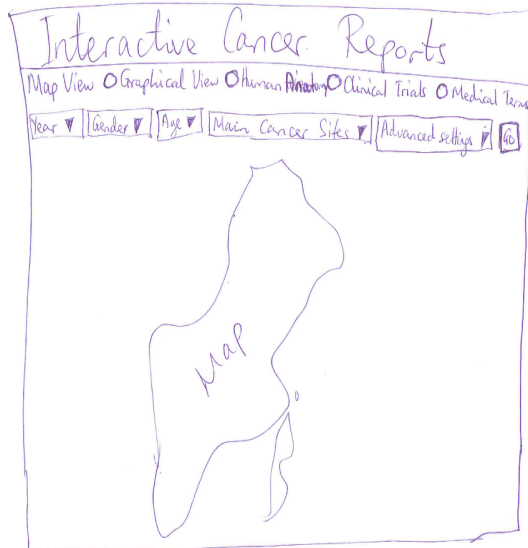 Interactive Cancer Reports
Map View O Graphical View O Human Anatomy O Clinical Trials O Medical Terms
Year ▼ Gender ▼ Age ▼ Main Cancer Sites ▼ Advanced settings ▼ GO
Map